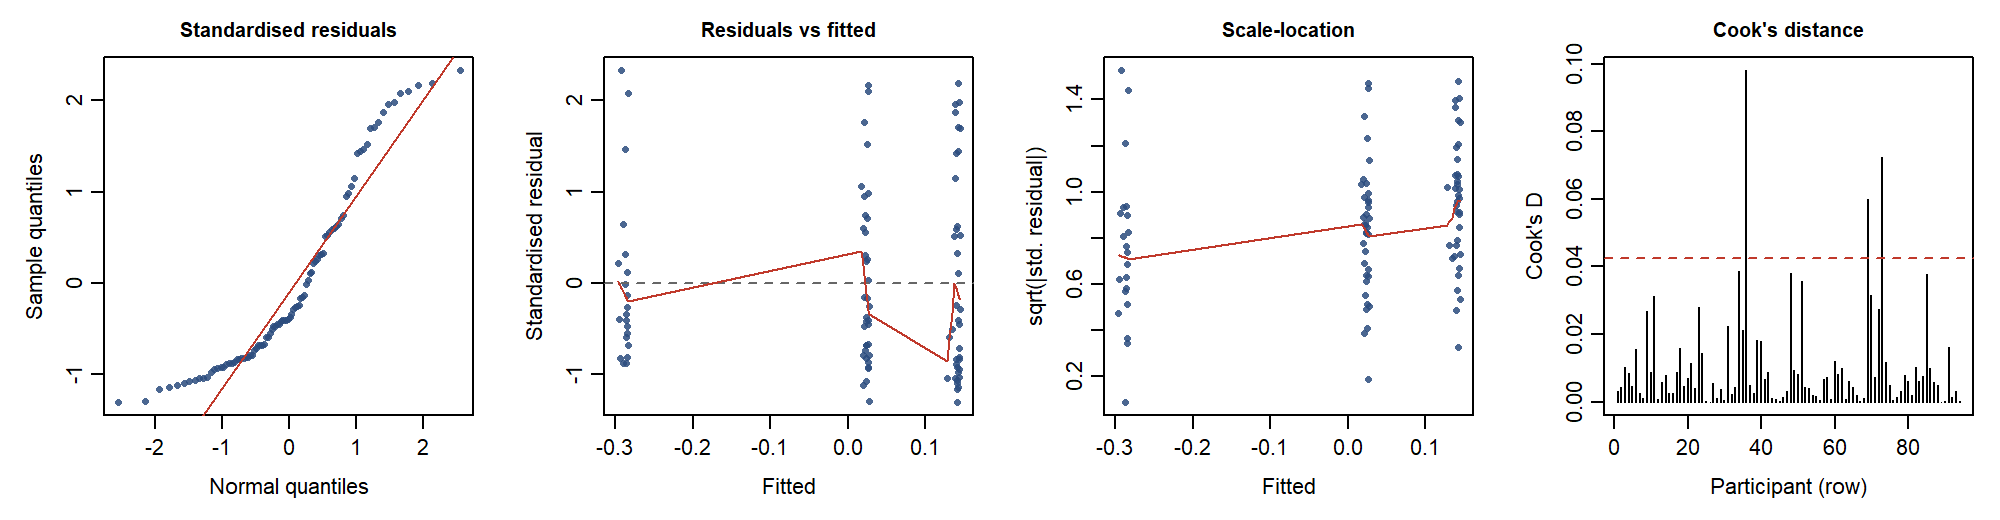 Standardised residuals
Sample quantiles
2
1
0
-1
-2 -1 0 1 2
Normal quantiles
Residuals vs fitted
Standardised residual
2
1
0
-1
-0.3 -0.2 -0.1 0.0 0.1
Fitted
Scale-location
sqrt(|std. residual|)
1.4
1.0
0.6
0.2
-0.3 -0.2 -0.1 0.0 0.1
Fitted
Cook's distance
Cook's D
0.10
0.08
0.06
0.04
0.02
0.00
0 20 40 60 80
Participant (row)